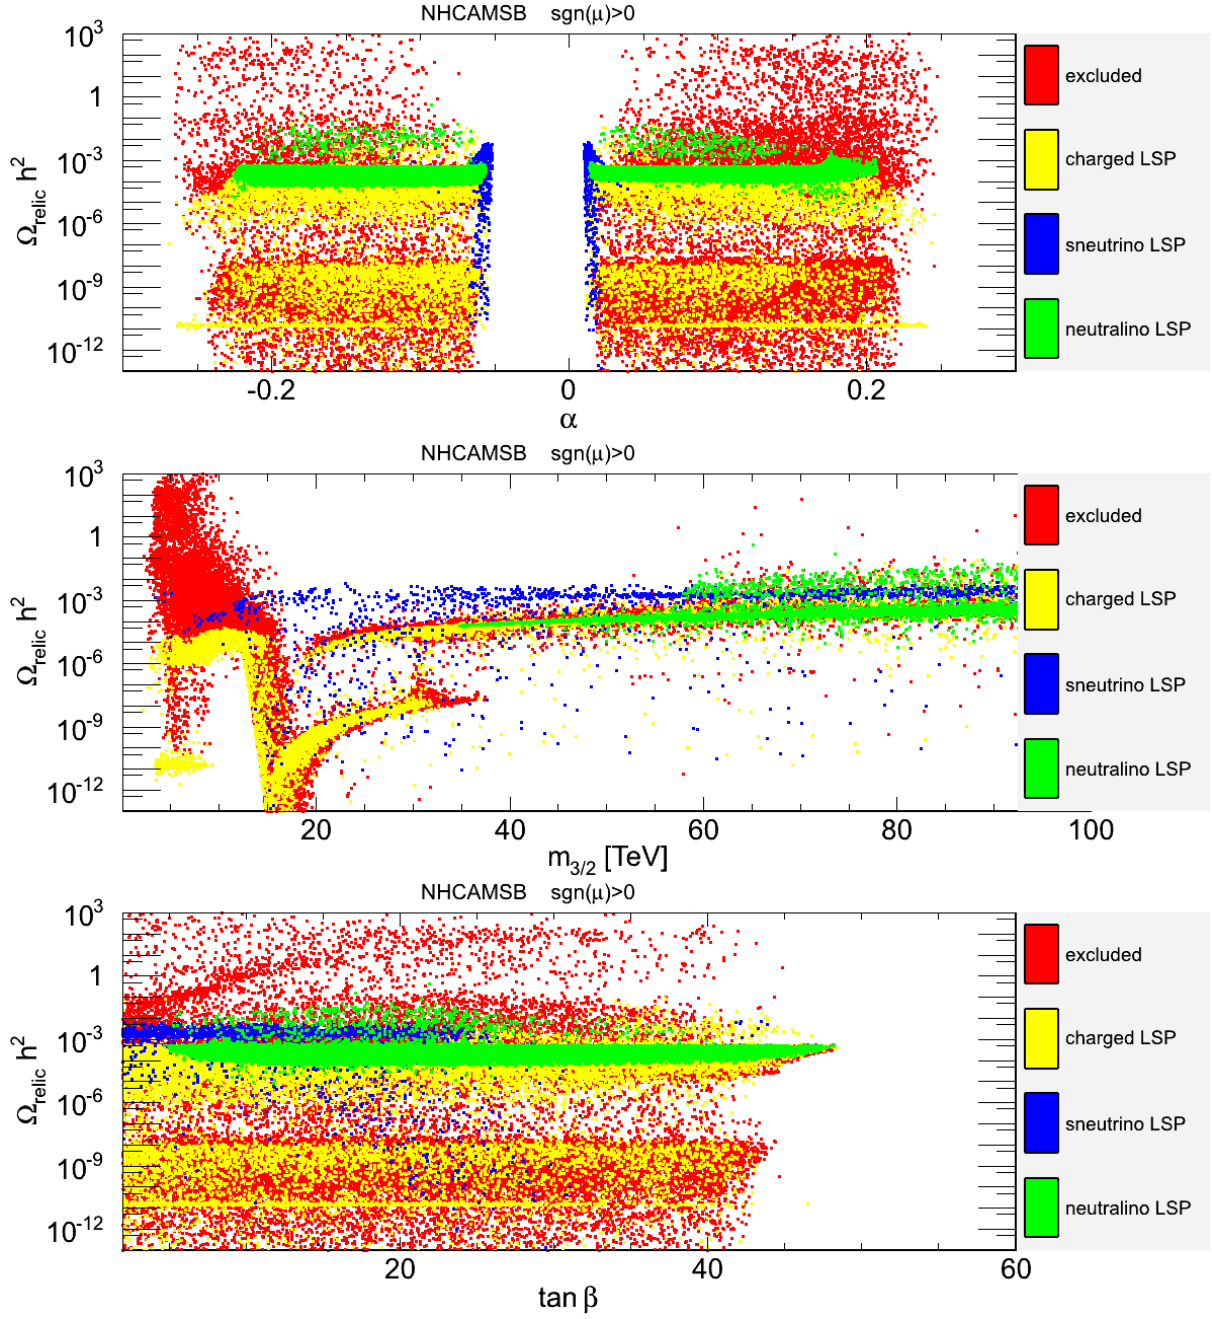 NHCAMSB sgn(μ)>0
10³
1
10⁻³
10⁻⁶
10⁻⁹
10⁻¹²
Ω_relic h²
-0.2 0 0.2
α
excluded
charged LSP
sneutrino LSP
neutralino LSP
NHCAMSB sgn(μ)>0
10³
1
10⁻³
10⁻⁶
10⁻⁹
10⁻¹²
Ω_relic h²
20 40 60 80 100
m_3/2 [TeV]
excluded
charged LSP
sneutrino LSP
neutralino LSP
NHCAMSB sgn(μ)>0
10³
1
10⁻³
10⁻⁶
10⁻⁹
10⁻¹²
Ω_relic h²
20 40 60
tan β
excluded
charged LSP
sneutrino LSP
neutralino LSP